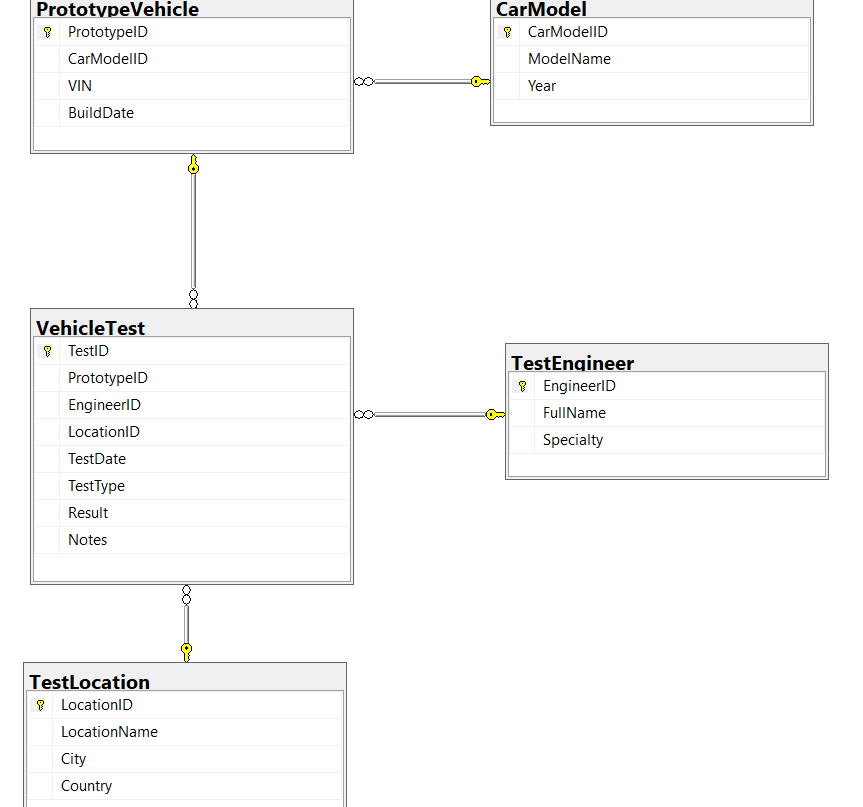 PrototypeVehicle
PrototypeID
CarModelID
VIN
BuildDate
CarModel
CarModelID
ModelName
Year
VehicleTest
TestID
PrototypeID
EngineerID
LocationID
TestDate
TestType
Result
Notes
TestEngineer
EngineerID
FullName
Specialty
TestLocation
LocationID
LocationName
City
Country